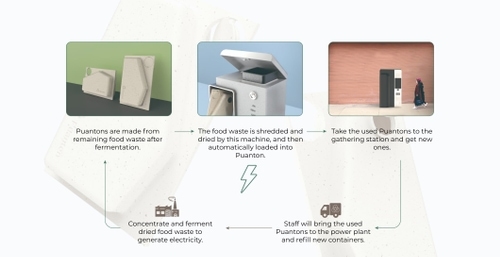 Puantons are made from
remaining food waste after
fermentation.
The food waste is shredded and
dried by this machine, and then
automatically loaded into
Puanton.
Take the used Puantons to the
gathering station and get new
ones.
Staff will bring the used
Puantons to the power plant
and refill new containers.
Concentrate and ferment
dried food waste to
generate electricity.